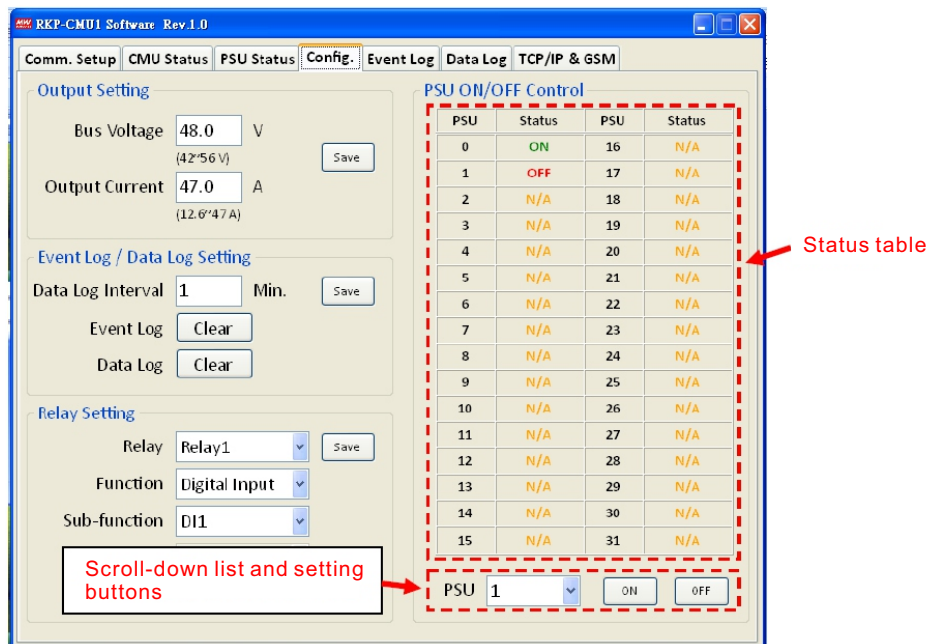 MW RKP-CMU1 Software Rev.1.0
Comm. Setup CMU Status PSU Status Config. Event Log Data Log TCP/IP & GSM
Output Setting
Bus Voltage 48.0 V
(42~56 V)
Save
Output Current 47.0 A
(12.6~47 A)
Event Log / Data Log Setting
Data Log Interval 1 Min. Save
Event Log Clear
Data Log Clear
Relay Setting
Relay Relay1 Save
Function Digital Input
Sub-function DI1
Scroll-down list and setting
buttons
PSU ON/OFF Control
PSU Status PSU Status
0 ON 16 N/A
1 OFF 17 N/A
2 N/A 18 N/A
3 N/A 19 N/A
4 N/A 20 N/A
5 N/A 21 N/A
6 N/A 22 N/A
7 N/A 23 N/A
8 N/A 24 N/A
9 N/A 25 N/A
10 N/A 26 N/A
11 N/A 27 N/A
12 N/A 28 N/A
13 N/A 29 N/A
14 N/A 30 N/A
15 N/A 31 N/A
PSU 1 ON OFF
Status table